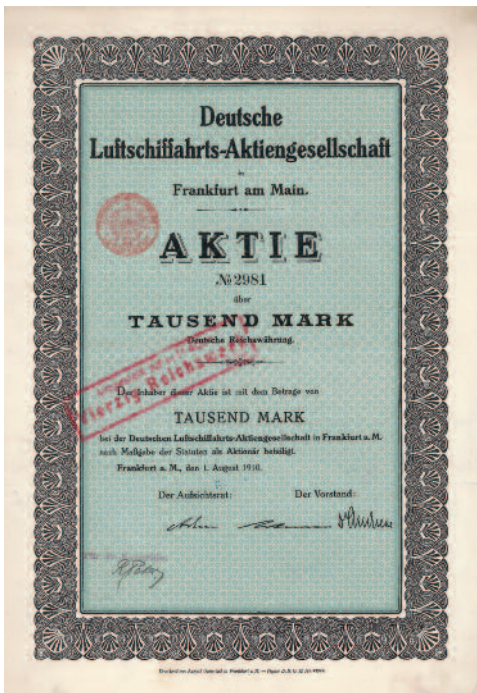 Deutsche
Luftschiffahrts-Aktiengesellschaft
in
Frankfurt am Main.
AKTIE
№ 2981
über
TAUSEND MARK
Deutsche Reichswährung.
Vierzig Reichsmark
Der Inhaber dieser Aktie ist mit dem Betrage von
TAUSEND MARK
bei der Deutschen Luftschiffahrts-Aktiengesellschaft in Frankfurt a. M.
nach Maßgabe der Statuten als Aktionär beteiligt.
Frankfurt a. M., den 1. August 1910.
Der Aufsichtsrat: Der Vorstand: